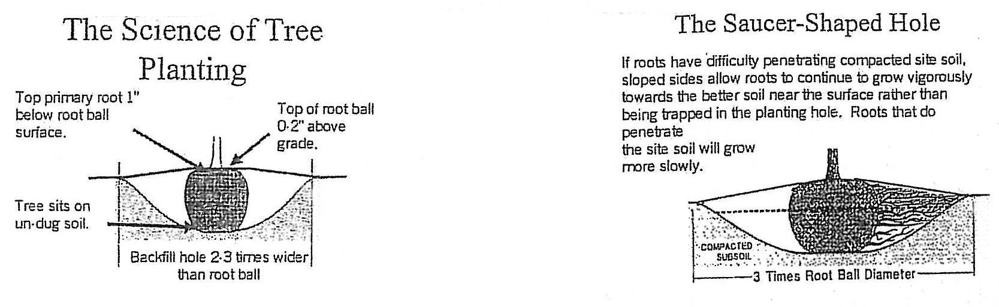 The Science of Tree
Planting
Top primary root 1"
below root ball
surface.
Top of root ball
0-2" above
grade.
Tree sits on
un-dug soil.
Backfill hole 2-3 times wider
than root ball
The Saucer-Shaped Hole
If roots have difficulty penetrating compacted site soil,
sloped sides allow roots to continue to grow vigorously
towards the better soil near the surface rather than
being trapped in the planting hole. Roots that do
penetrate
the site soil will grow
more slowly.
COMPACTED
SUBSOIL
3 Times Root Ball Diameter